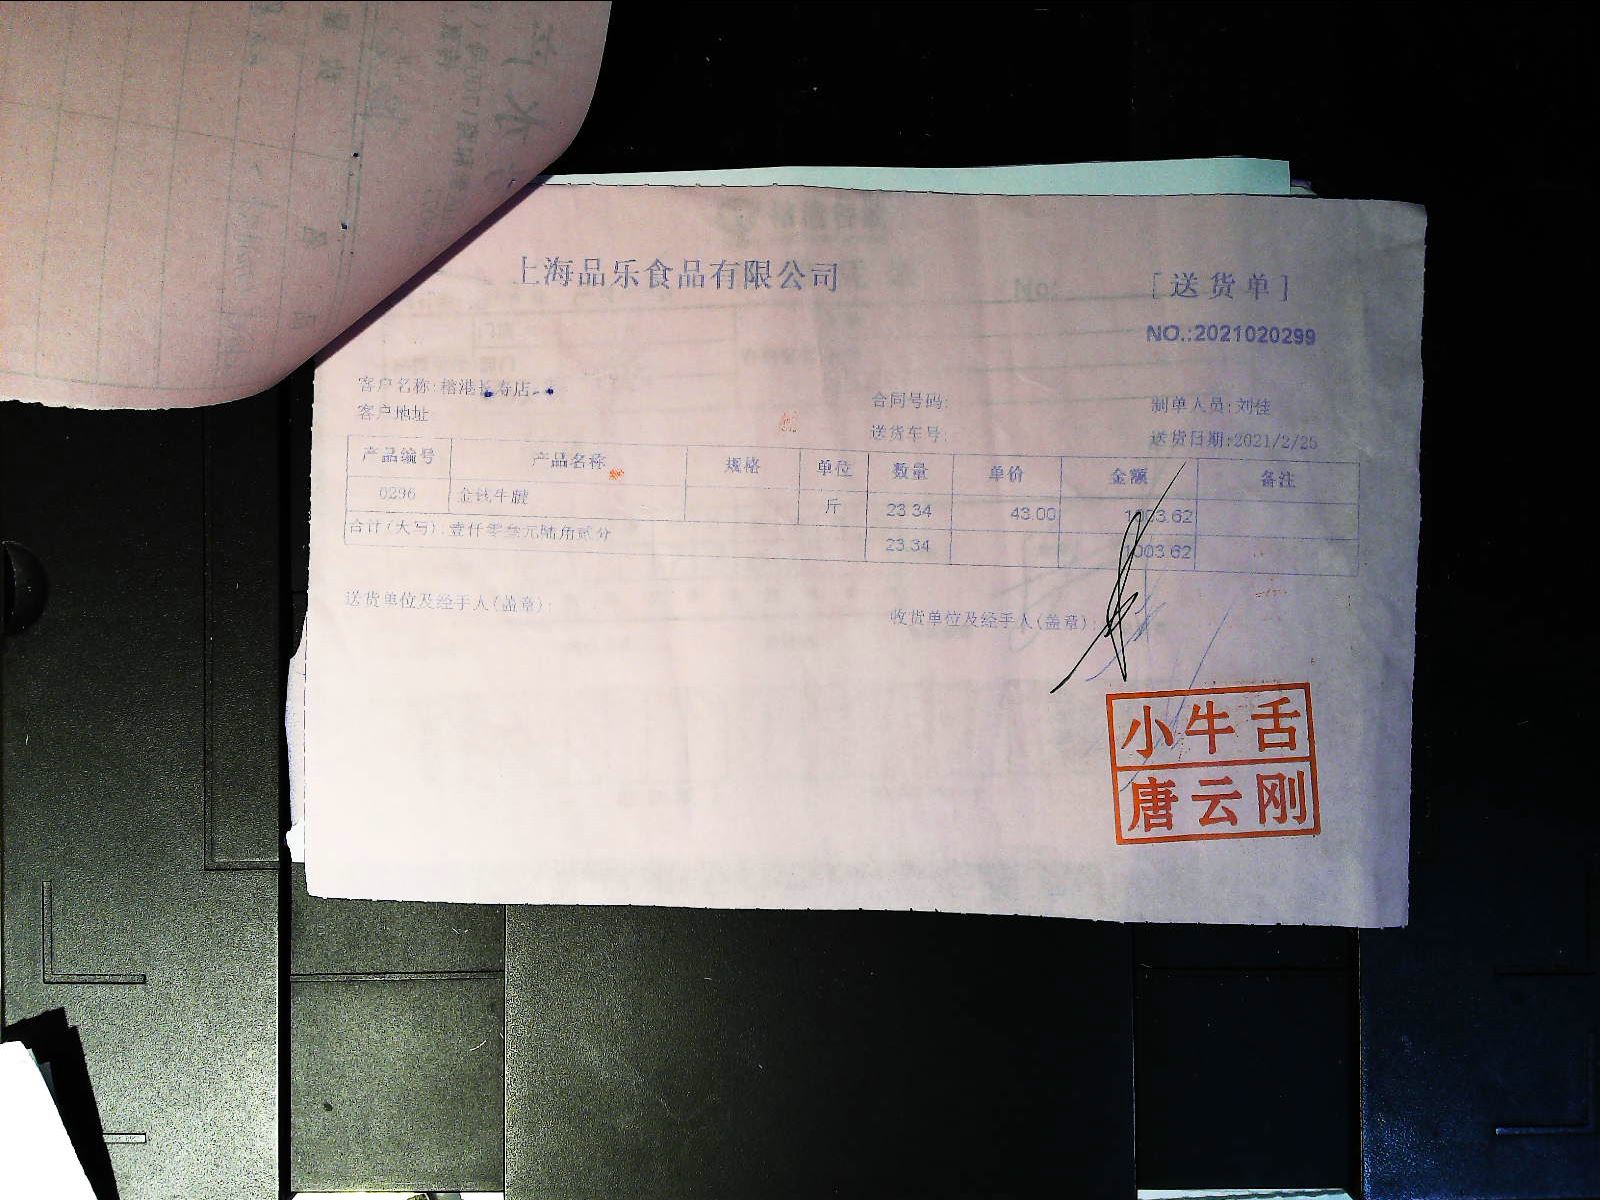 上海品乐食品有限公司
[送货单]
NO.:2021020299
客户名称:榕港长寿店
合同号码:
制单人员:刘佳
客户地址
送货车号:
送货日期:2021/2/25
产品编号 产品名称 规格 单位 数量 单价 金额 备注
0296 金钱牛腱 斤 23.34 43.00 1003.62
合计(大写):壹仟零叁元陆角贰分 23.34 1003.62
送货单位及经手人(盖章):
收货单位及经手人(盖章):
小牛舌
唐云刚